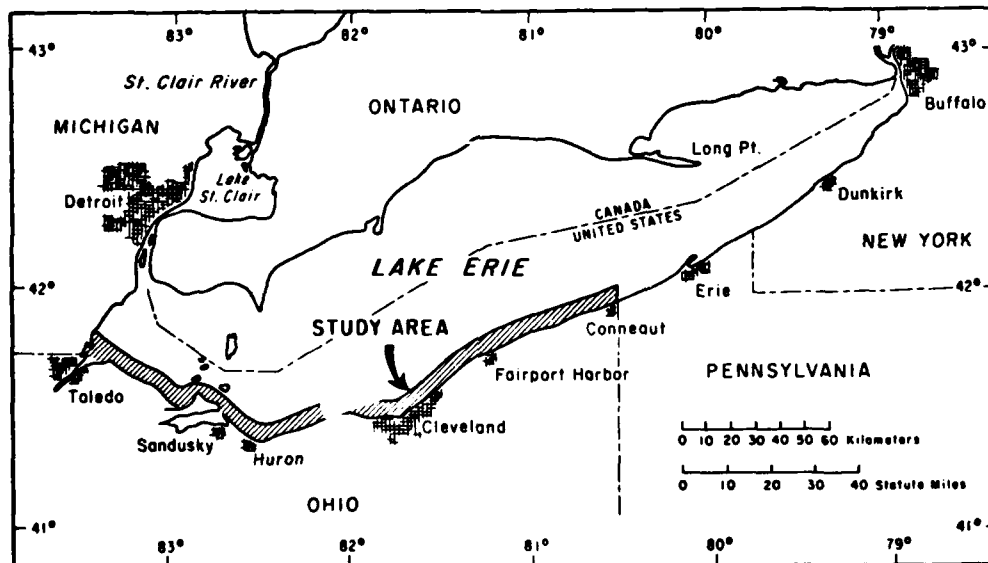 83° 82° 81° 80° 79°
43° 43°
St. Clair River
ONTARIO
MICHIGAN
Buffalo
Long Pt.
Lake
St. Clair
Detroit
Dunkirk
CANADA
UNITED STATES
NEW YORK
LAKE ERIE
42° 42°
Erie
STUDY AREA
Conneaut
Fairport Harbor
PENNSYLVANIA
Toledo
Cleveland
Sandusky
Huron
0 10 20 30 40 50 60 Kilometers
0 10 20 30 40 Statute Miles
OHIO
41° 41°
83° 82° 81° 80° 79°